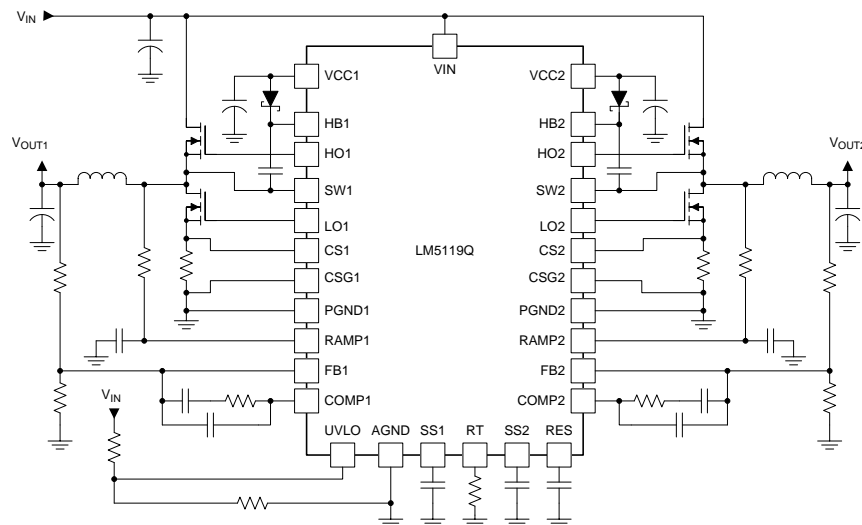 VIN
VIN
VCC1
VCC2
HB1
HB2
VOUT1
HO1
HO2
VOUT2
SW1
SW2
LO1
LO2
CS1
LM5119Q
CS2
CSG1
CSG2
PGND1
PGND2
RAMP1
RAMP2
FB1
FB2
VIN
COMP1
COMP2
UVLO
AGND
SS1
RT
SS2
RES